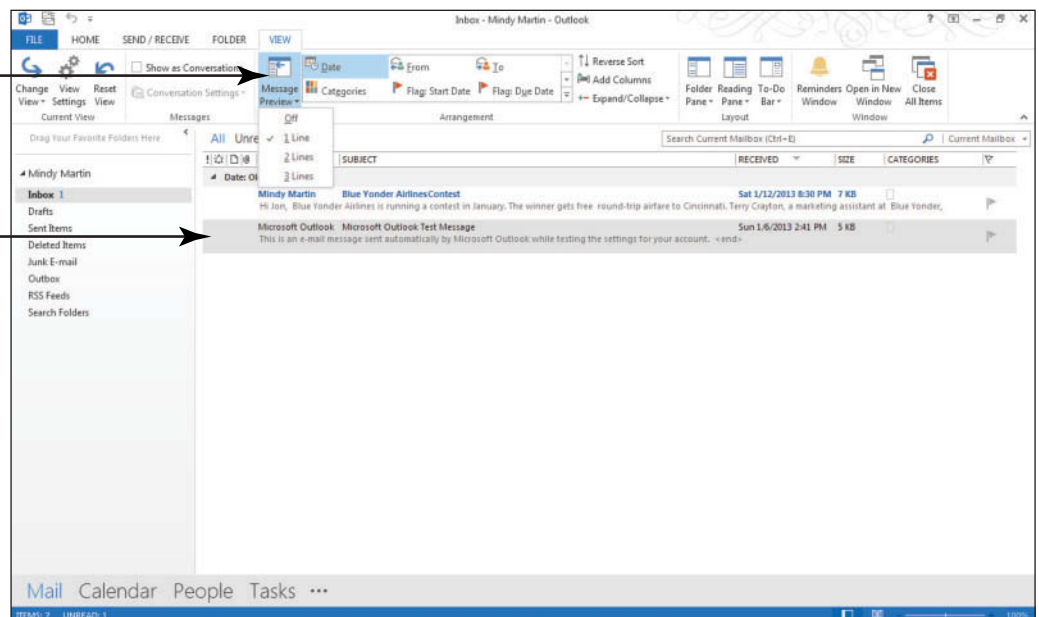 Inbox - Mindy Martin - Outlook
FILE HOME SEND / RECEIVE FOLDER VIEW
Change View View Settings Reset View
Current View
Show as Conversations
Conversation Settings
Messages
Message Preview
Date From To
Categories Flag: Start Date Flag: Due Date
Reverse Sort
Add Columns
Expand/Collapse
Arrangement
Folder Pane Reading Pane To-Do Bar
Layout
Reminders Window Open in New Window Close All Items
Window
Off
1 Line
2 Lines
3 Lines
Drag Your Favorite Folders Here
All Unre
Search Current Mailbox (Ctrl+E) Current Mailbox
SUBJECT RECEIVED SIZE CATEGORIES
Date: Ol
Mindy Martin
Inbox 1
Drafts
Sent Items
Deleted Items
Junk E-mail
Outbox
RSS Feeds
Search Folders
Mindy Martin Blue Yonder AirlinesContest Sat 1/12/2013 8:30 PM 7 KB
Hi Jon, Blue Yonder Airlines is running a contest in January. The winner gets free round-trip airfare to Cincinnati. Terry Crayton, a marketing assistant at Blue Yonder,
Microsoft Outlook Microsoft Outlook Test Message Sun 1/6/2013 2:41 PM 5 KB
This is an e-mail message sent automatically by Microsoft Outlook while testing the settings for your account. <end>
Mail Calendar People Tasks •••
ITEMS: 2 UNREAD: 1 100%